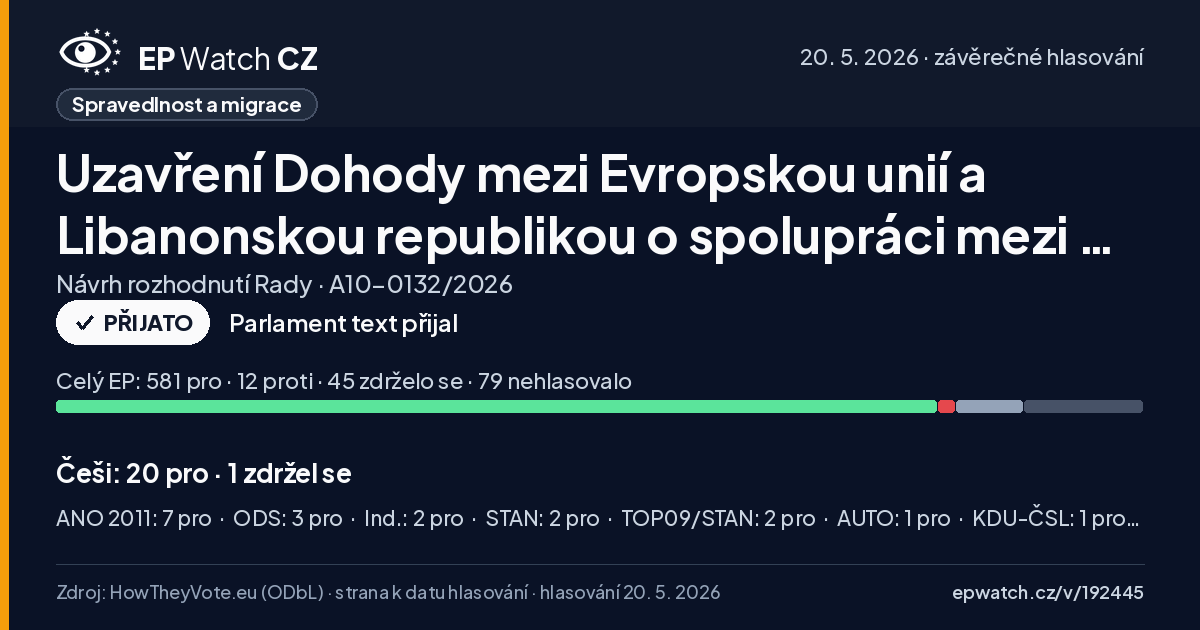 EP Watch CZ
20. 5. 2026 · závěrečné hlasování
Spravedlnost a migrace
Uzavření Dohody mezi Evropskou unií a
Libanonskou republikou o spolupráci mezi ...
Návrh rozhodnutí Rady · A10–0132/2026
✓ PŘIJATO Parlament text přijal
Celý EP: 581 pro · 12 proti · 45 zdrželo se · 79 nehlasovalo
Češi: 20 pro · 1 zdržel se
ANO 2011: 7 pro · ODS: 3 pro · Ind.: 2 pro · STAN: 2 pro · TOP09/STAN: 2 pro · AUTO: 1 pro · KDU-ČSL: 1 pro...
Zdroj: HowTheyVote.eu (ODbL) · strana k datu hlasování · hlasování 20. 5. 2026
epwatch.cz/v/192445